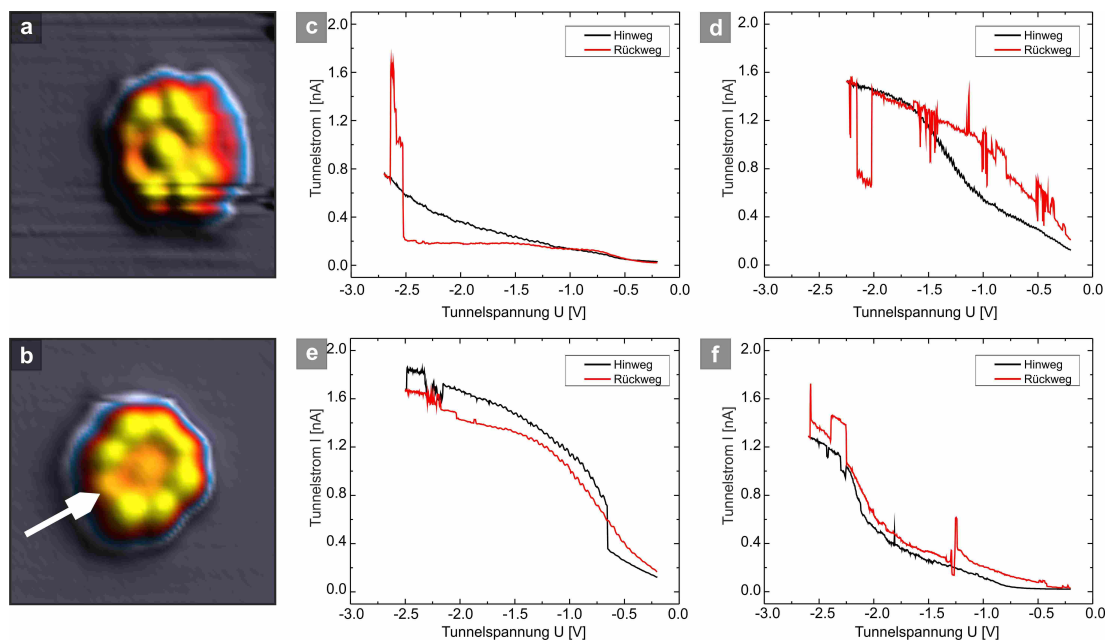 a
c
Hinweg
Rückweg
2.0
1.6
1.2
0.8
0.4
0.0
Tunnelstrom I [nA]
-3.0 -2.5 -2.0 -1.5 -1.0 -0.5 0.0
Tunnelspannung U [V]
d
Hinweg
Rückweg
2.0
1.6
1.2
0.8
0.4
0.0
Tunnelstrom I [nA]
-3.0 -2.5 -2.0 -1.5 -1.0 -0.5 0.0
Tunnelspannung U [V]
b
e
Hinweg
Rückweg
2.0
1.6
1.2
0.8
0.4
0.0
Tunnelstrom I [nA]
-3.0 -2.5 -2.0 -1.5 -1.0 -0.5 0.0
Tunnelspannung U [V]
f
Hinweg
Rückweg
2.0
1.6
1.2
0.8
0.4
0.0
Tunnelstrom I [nA]
-3.0 -2.5 -2.0 -1.5 -1.0 -0.5 0.0
Tunnelspannung U [V]